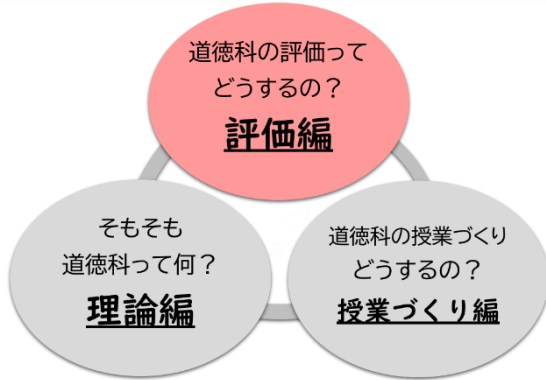 道徳科の評価って
どうするの？
評価編
そもそも
道徳科って何？
理論編
道徳科の授業づくり
どうするの？
授業づくり編